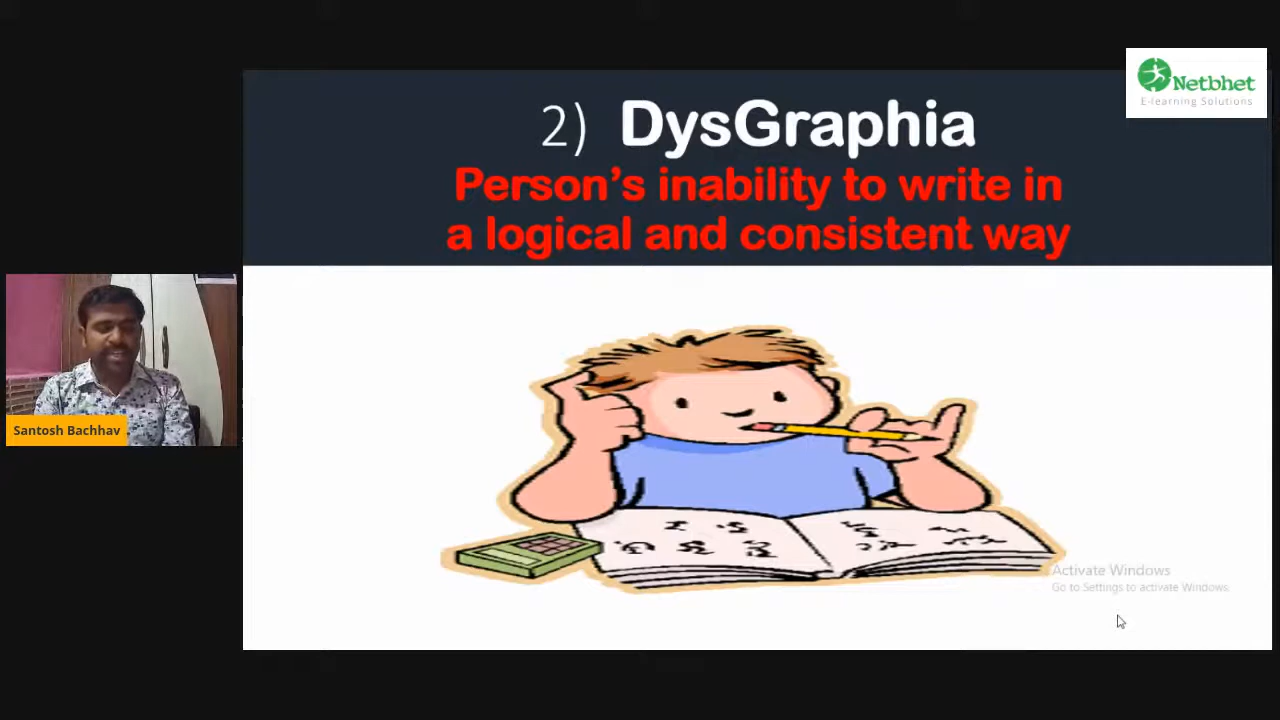 Netbhet
E-learning Solutions
2) DysGraphia
Person's inability to write in
a logical and consistent way
Santosh Bachhav
Activate Windows
Go to Settings to activate Windows.